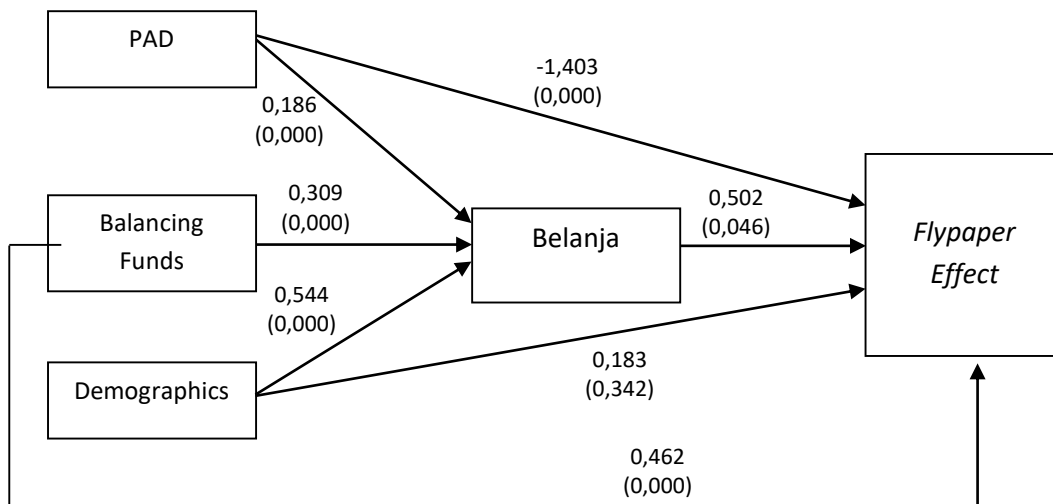 PAD
-1,403
(0,000)
0,186
(0,000)
Balancing
Funds
0,309
(0,000)
Belanja
0,502
(0,046)
Flypaper
Effect
0,544
(0,000)
Demographics
0,183
(0,342)
0,462
(0,000)